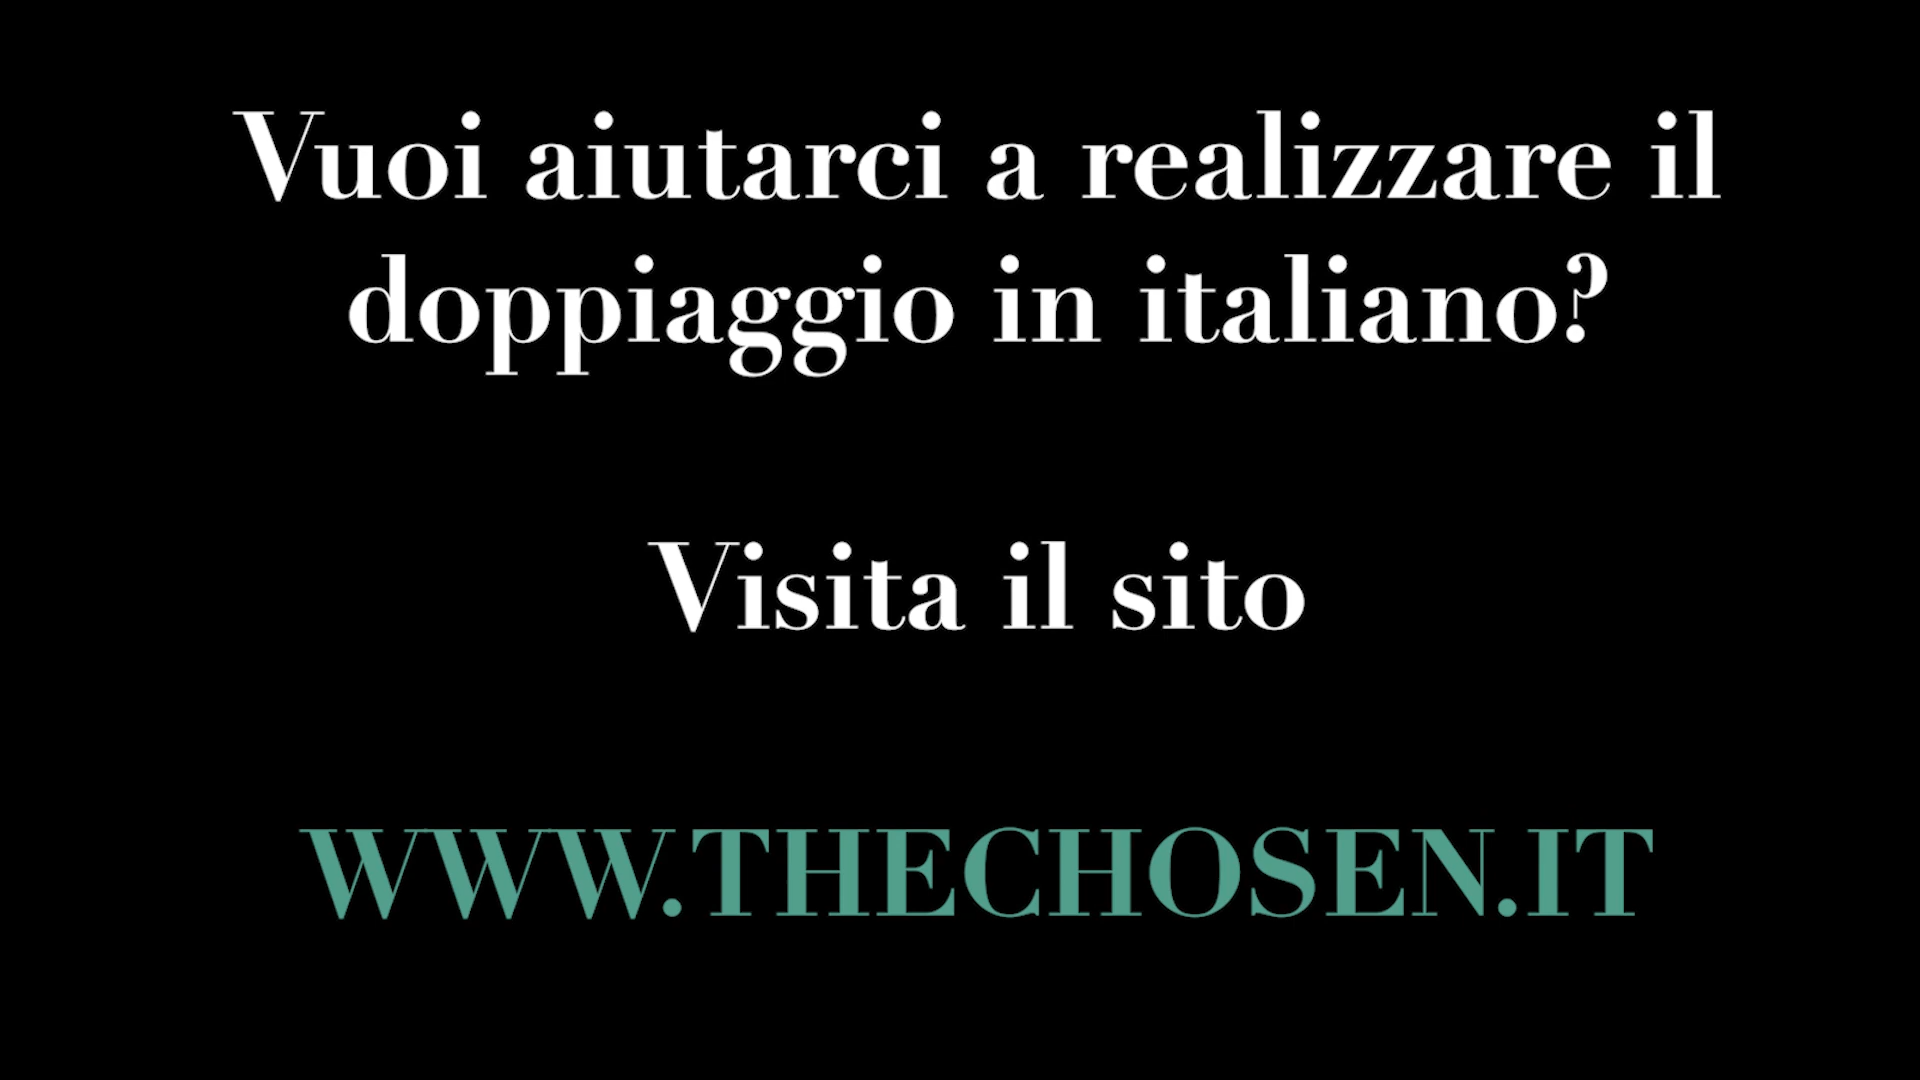 Vuoi aiutarci a realizzare il
doppiaggio in italiano?
Visita il sito
WWW.THECHOSEN.IT